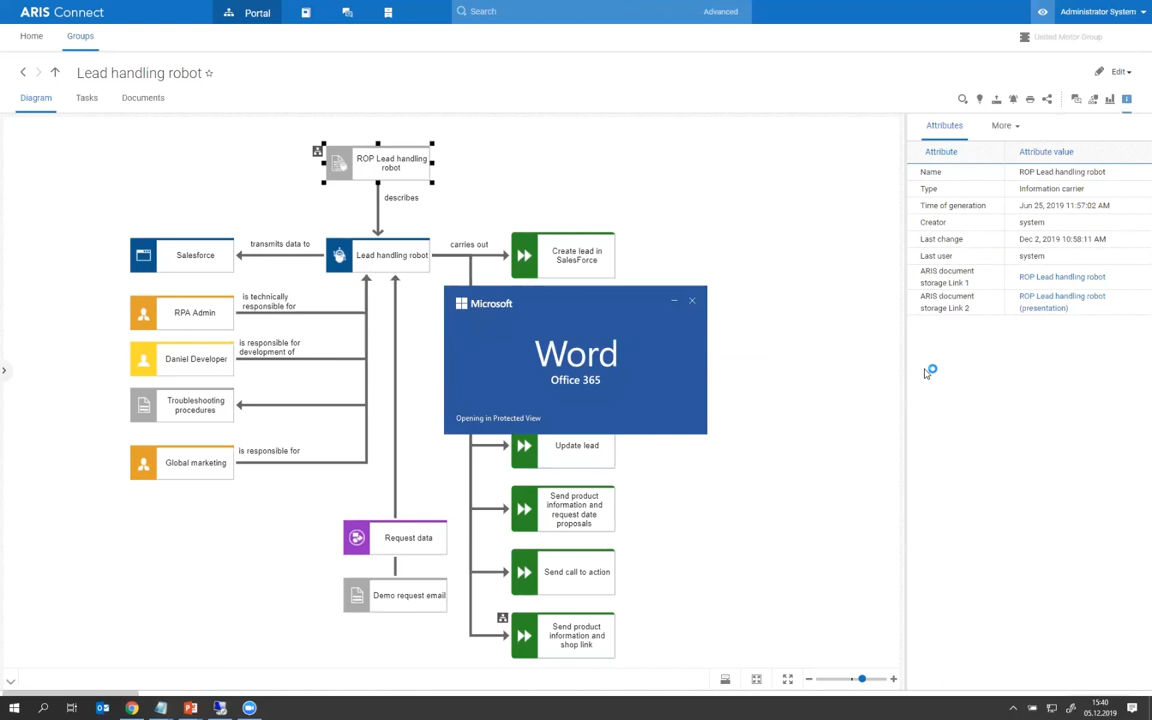 ARIS Connect
Portal
Search
Advanced
Administrator System
Home
Groups
United Motor Group
Lead handling robot
Edit
Diagram
Tasks
Documents
Attributes
More
Attribute
Attribute value
Name
ROP Lead handling robot
Type
Information carrier
Time of generation
Jun 25, 2019 11:57:02 AM
Creator
system
Last change
Dec 2, 2019 10:58:11 AM
Last user
system
ARIS document
storage Link 1
ROP Lead handling robot
ARIS document
storage Link 2
ROP Lead handling robot
(presentation)
ROP Lead handling
robot
describes
Salesforce
transmits data to
Lead handling robot
carries out
Create lead in
SalesForce
RPA Admin
is technically
responsible for
Daniel Developer
is responsible for
development of
Troubleshooting
procedures
Global marketing
is responsible for
Microsoft
Word
Office 365
Opening in Protected View
Update lead
Send product
information and
request date
proposals
Request data
Send call to action
Demo request email
Send product
information and
shop link
15:40
05.12.2019